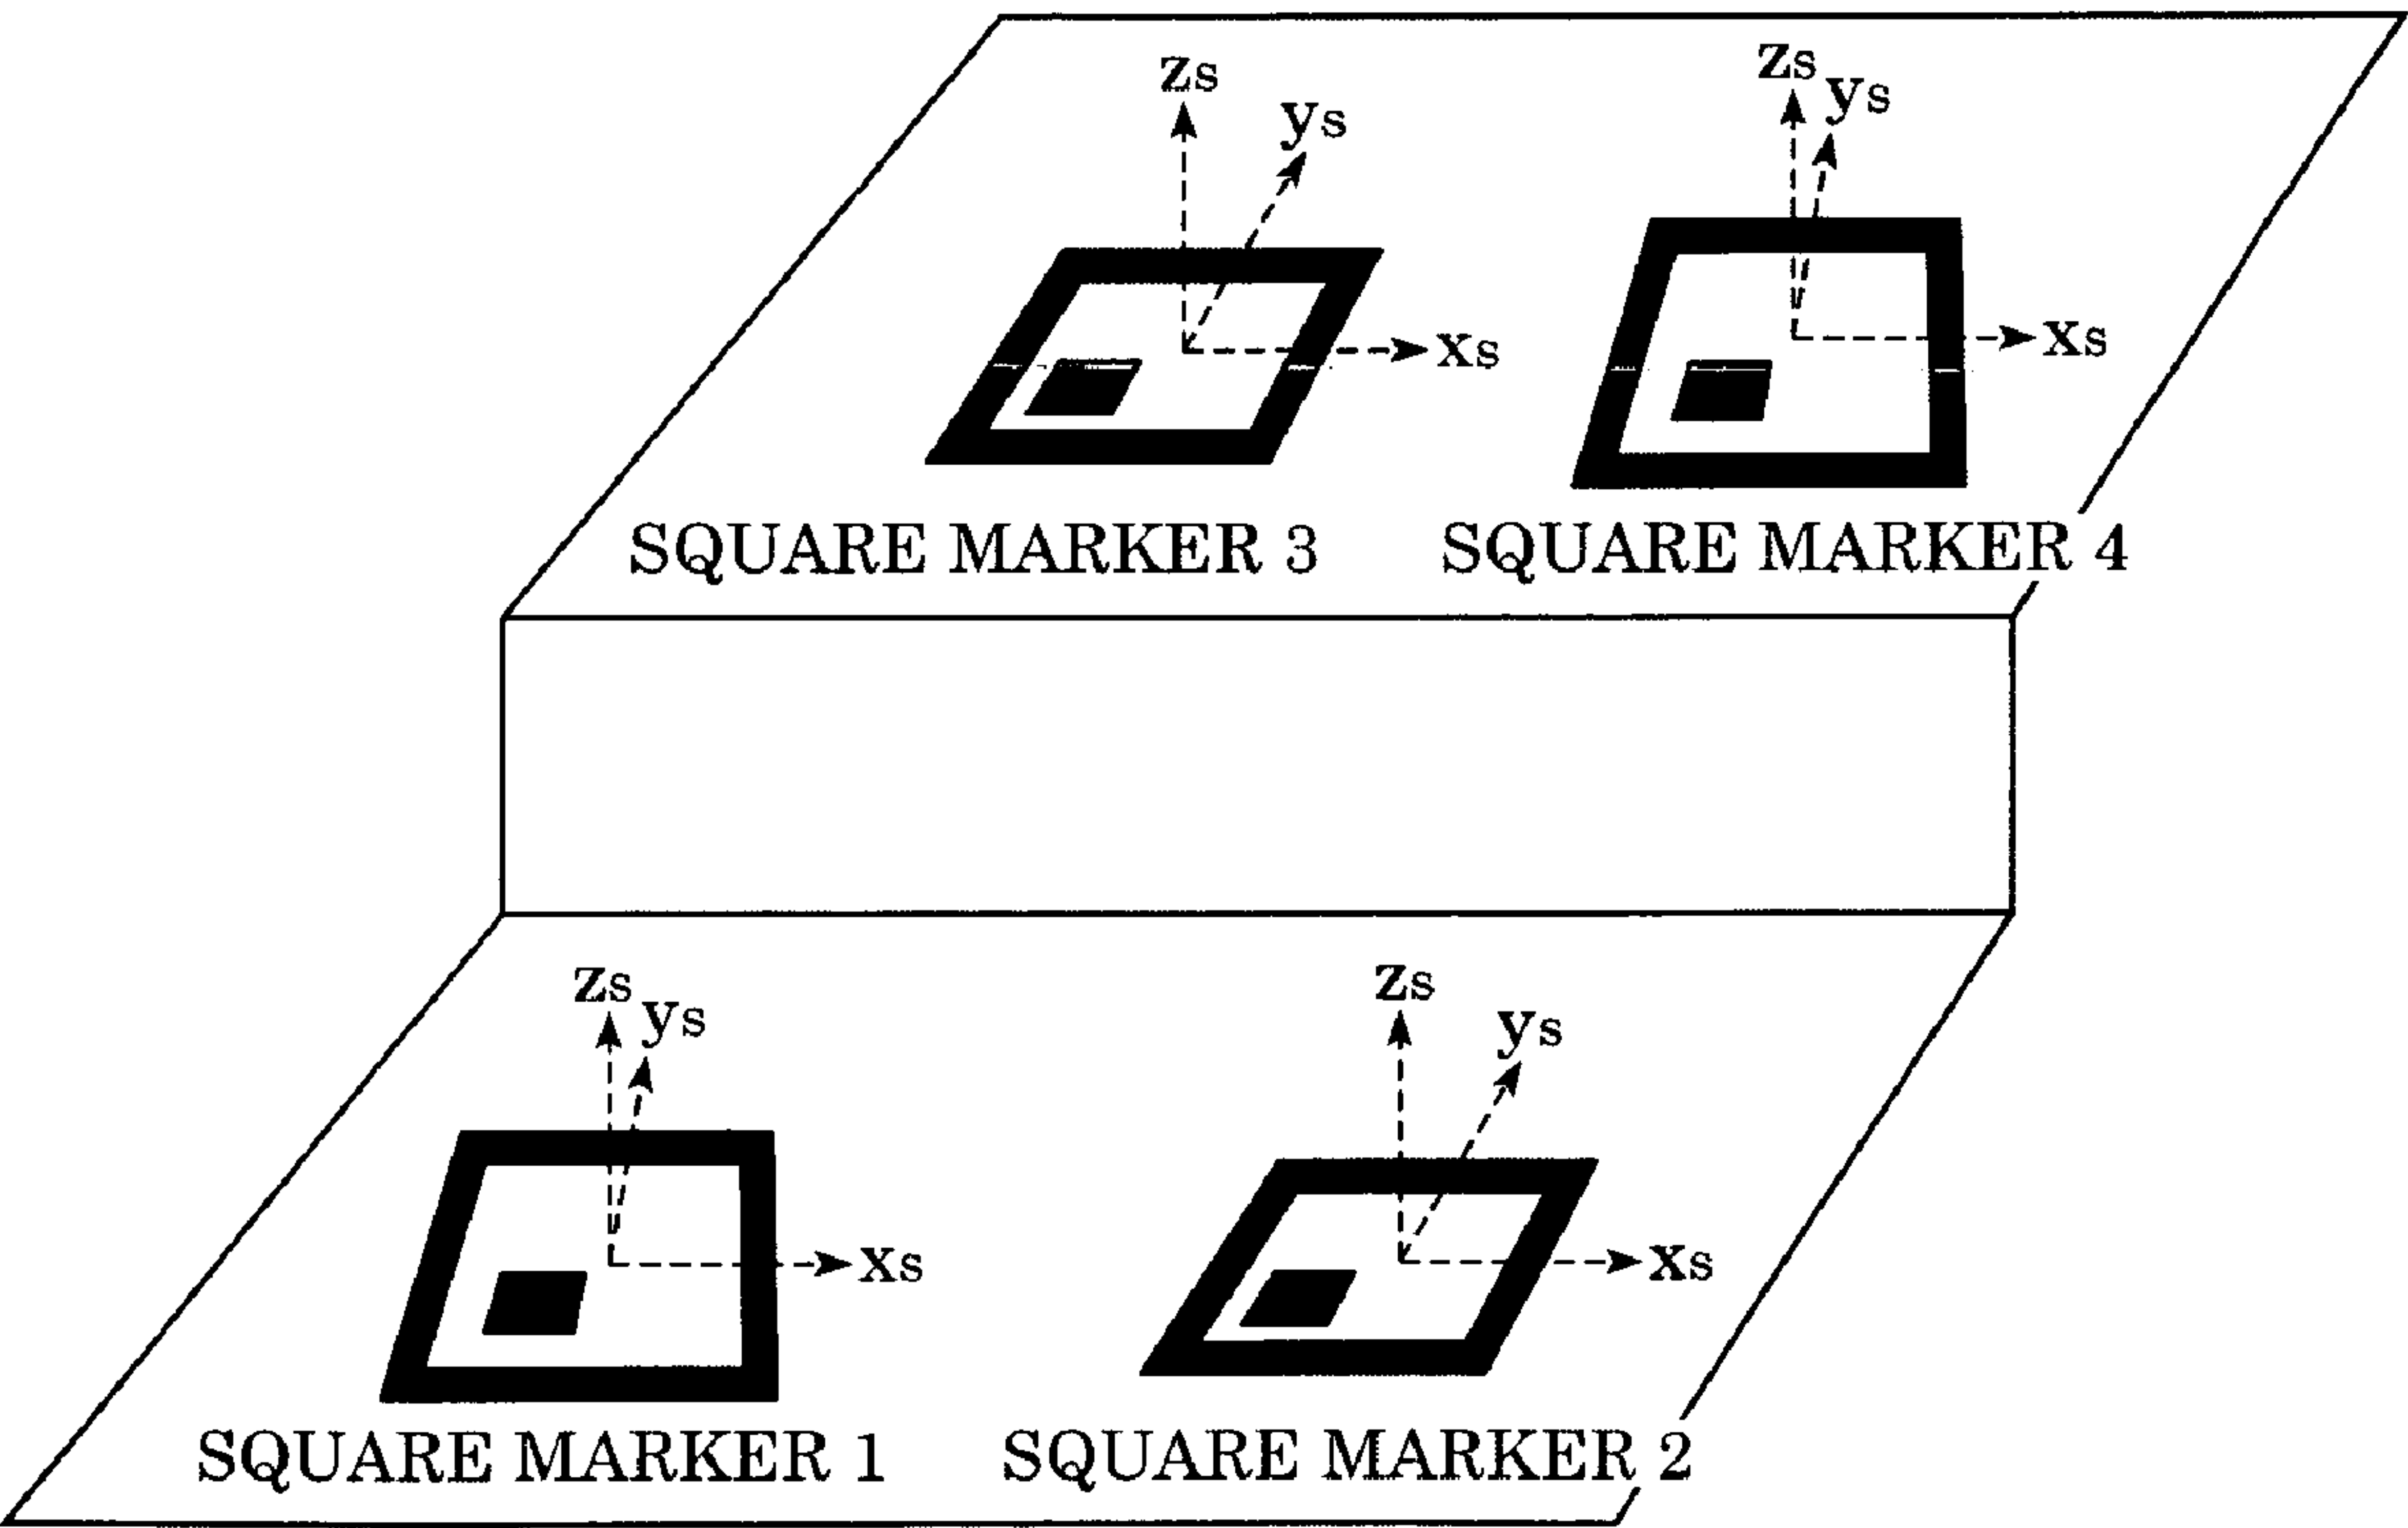 zs
ys
xs
zs
ys
xs
SQUARE MARKER 3
SQUARE MARKER 4
zs
ys
xs
zs
ys
xs
SQUARE MARKER 1
SQUARE MARKER 2